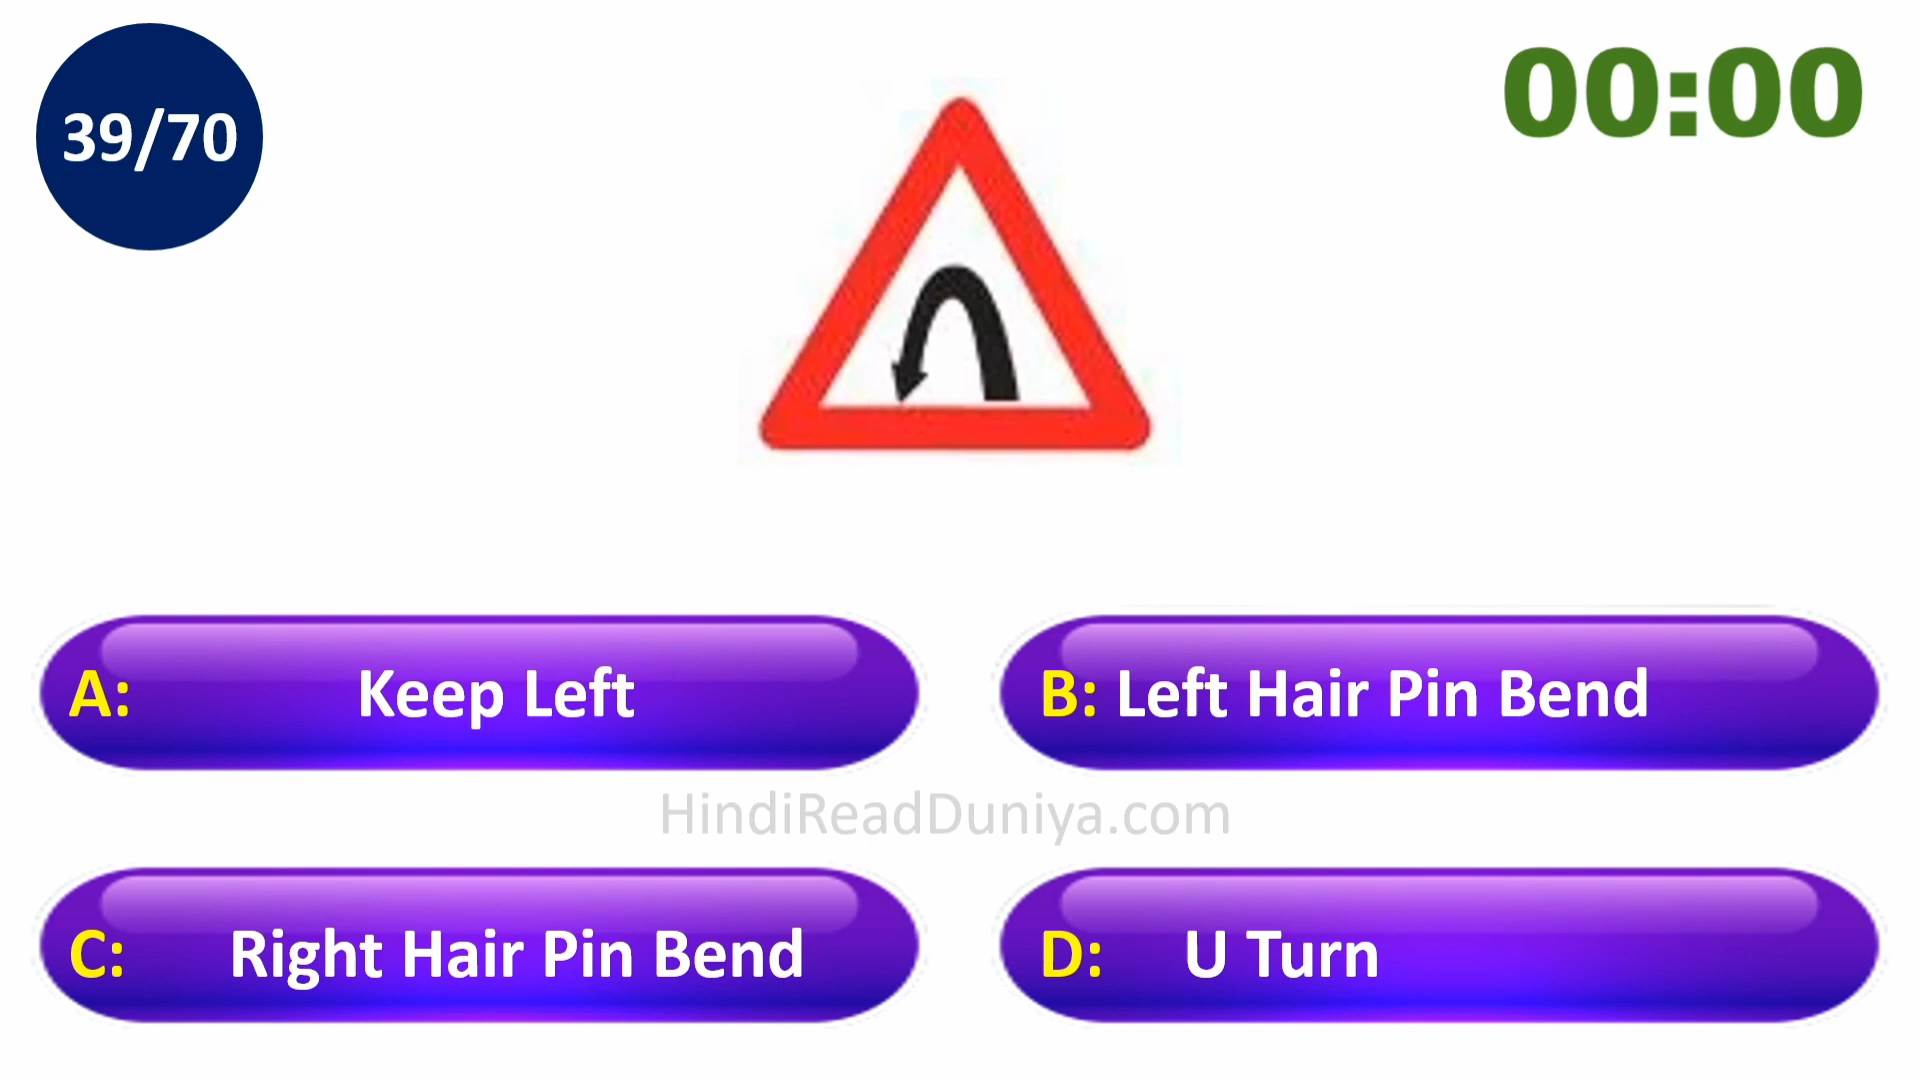 39/70
00:00
A: Keep Left
B: Left Hair Pin Bend
HindiReadDuniya.com
C: Right Hair Pin Bend
D: U Turn